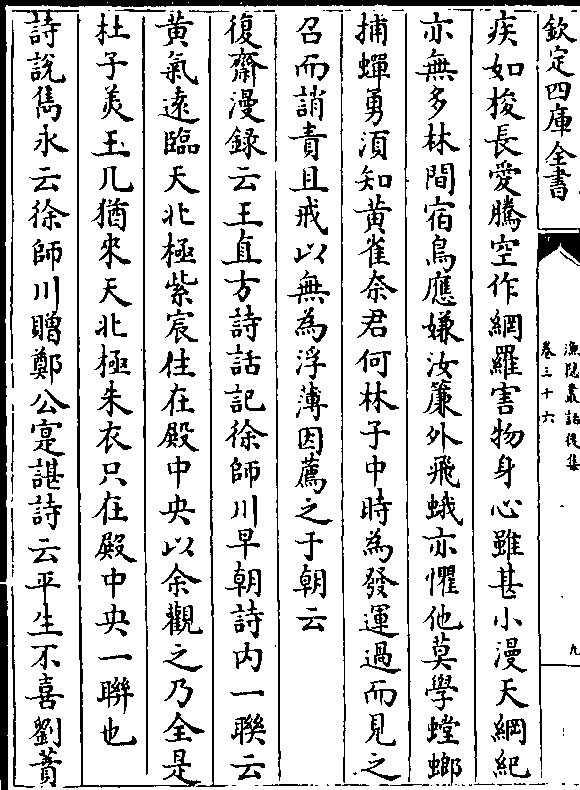 欽定四庫全書
漁隠叢話後集
卷三十六
九
疾如梭長愛騰空作網羅害物身心雖甚小漫天綱紀
亦無多林間宿鳥應嫌汝簾外飛蛾亦懼他莫學螳螂
捕蟬勇須知黃雀奈君何林子中時為發運過而見之
召而誚責且戒以無為浮薄因薦之于朝云
復齋漫録云王直方詩話記徐師川早朝詩内一聨云
黃氣逺臨天北極紫宸住在殿中央以余觀之乃全是
杜子美玉几猶來天北極朱衣只在殿中央一聨也
詩說雋永云徐師川贈鄭公寔諶詩云平生不喜劉蕡